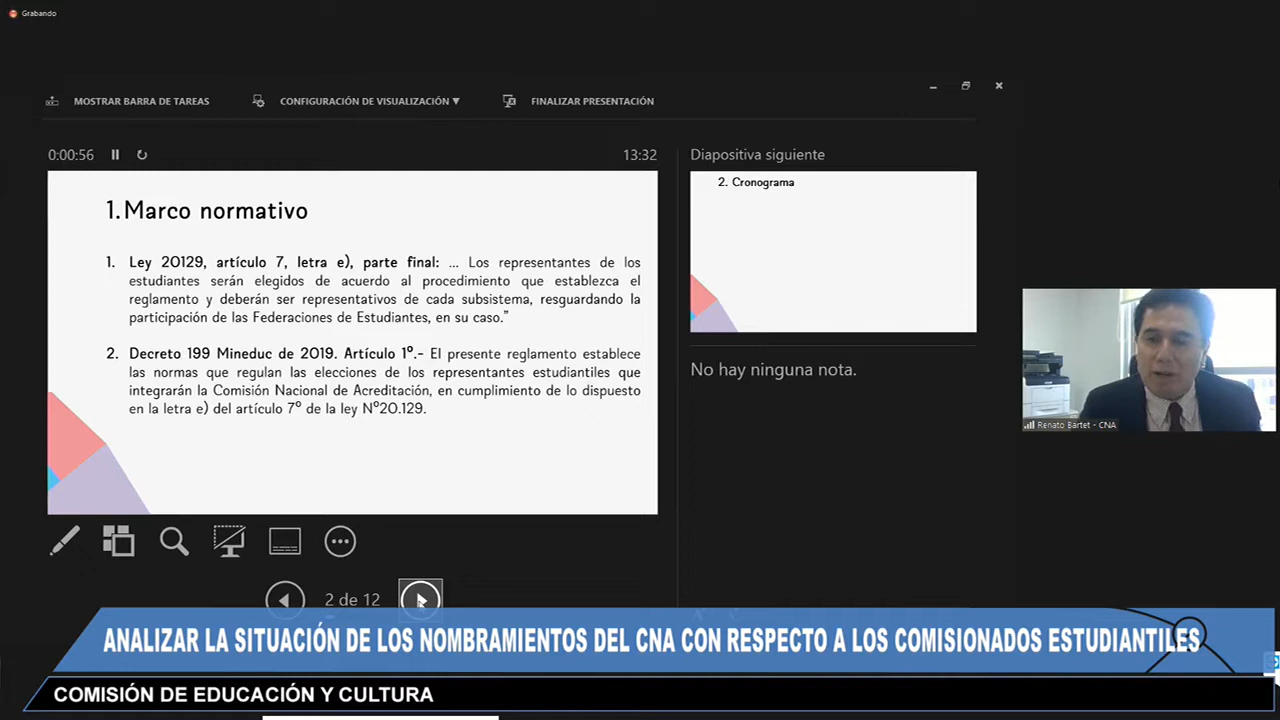 Grabando
MOSTRAR BARRA DE TAREAS
CONFIGURACIÓN DE VISUALIZACIÓN ▼
FINALIZAR PRESENTACIÓN
0:00:56
13:32
Diapositiva siguiente
1. Marco normativo
1. Ley 20129, artículo 7, letra e), parte final: ... Los representantes de los
estudiantes serán elegidos de acuerdo al procedimiento que establezca el
reglamento y deberán ser representativos de cada subsistema, resguardando la
participación de las Federaciones de Estudiantes, en su caso.”
2. Decreto 199 Mineduc de 2019. Artículo 1º.- El presente reglamento establece
las normas que regulan las elecciones de los representantes estudiantiles que
integrarán la Comisión Nacional de Acreditación, en cumplimiento de lo dispuesto
en la letra e) del artículo 7º de la ley Nº20.129.
2. Cronograma
No hay ninguna nota.
Renato Bartet - CNA
2 de 12
ANALIZAR LA SITUACIÓN DE LOS NOMBRAMIENTOS DEL CNA CON RESPECTO A LOS COMISIONADOS ESTUDIANTILES
COMISIÓN DE EDUCACIÓN Y CULTURA